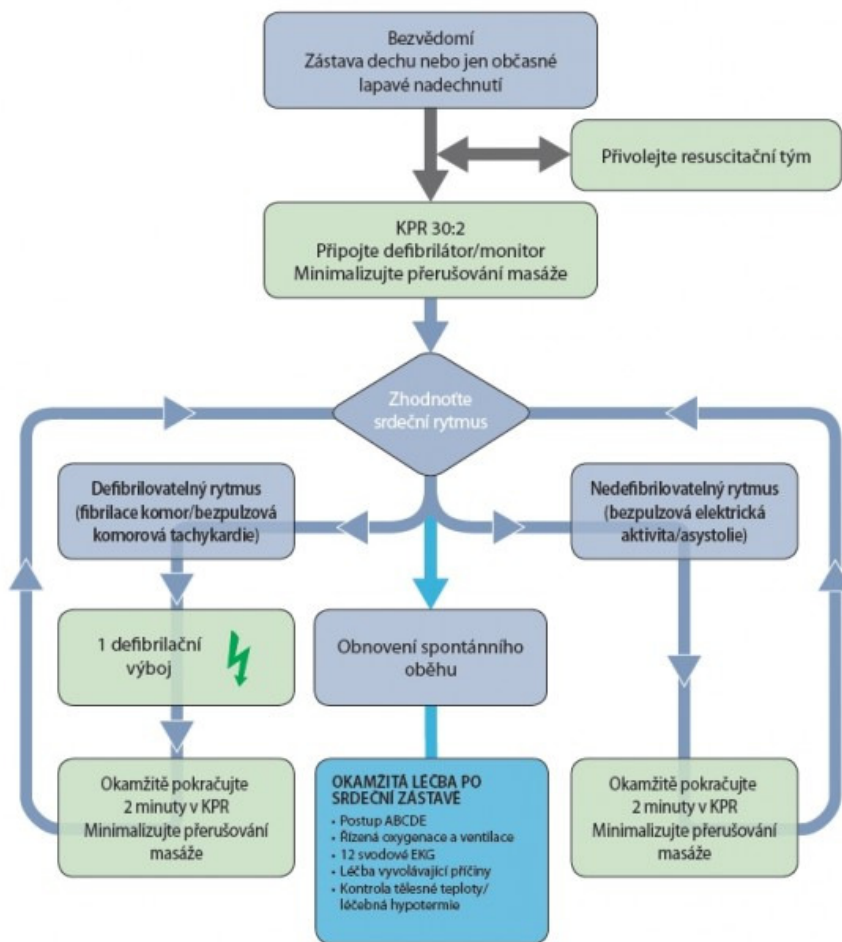 Bezvědomí
Zástava dechu nebo jen občasné
lapavé nadechnutí
Přivolejte resuscitační tým
KPR 30:2
Připojte defibrilátor/monitor
Minimalizujte přerušování masáže
Zhodnoťte
srdeční rytmus
Defibrilovatelný rytmus
(fibrilace komor/bezpulzová
komorová tachykardie)
Nedefibrilovatelný rytmus
(bezpulzová elektrická
aktivita/asystolie)
1 defibrilační
výboj
Obnovení spontánního
oběhu
Okamžitě pokračujte
2 minuty v KPR
Minimalizujte přerušování
masáže
OKAMŽITÁ LÉČBA PO
SRDEČNÍ ZÁSTAVĚ
• Postup ABCDE
• Řízená oxygenace a ventilace
• 12 svodové EKG
• Léčba vyvolávající příčiny
• Kontrola tělesné teploty/
léčebná hypotermie
Okamžitě pokračujte
2 minuty v KPR
Minimalizujte přerušování
masáže